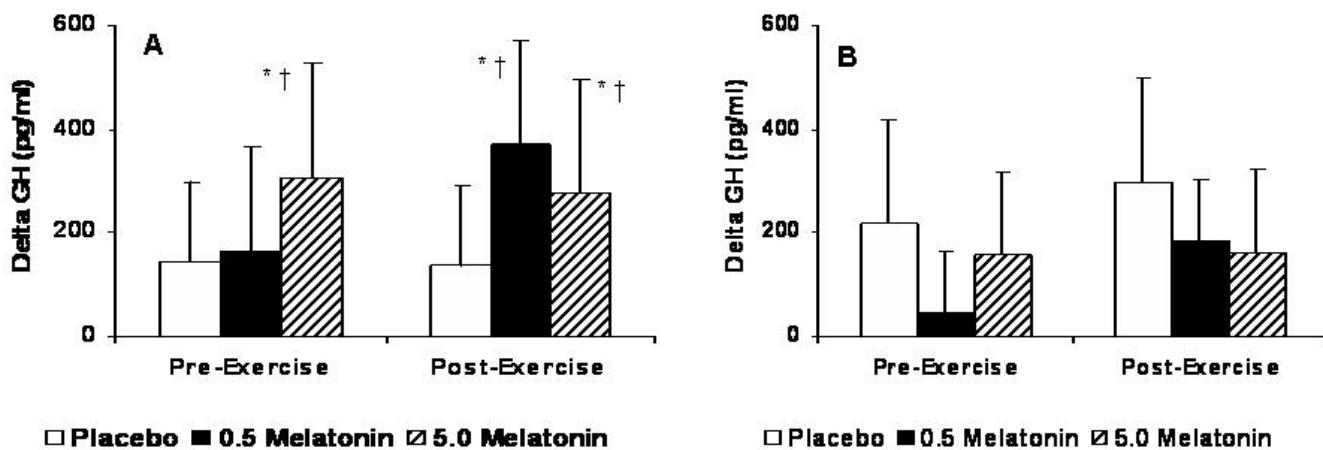 600
A
* †
* †
* †
400
200
0
Delta GH (pg/ml)
Pre-Exercise Post-Exercise
Placebo 0.5 Melatonin 5.0 Melatonin
600
B
400
200
0
Delta GH (pg/ml)
Pre-Exercise Post-Exercise
Placebo 0.5 Melatonin 5.0 Melatonin